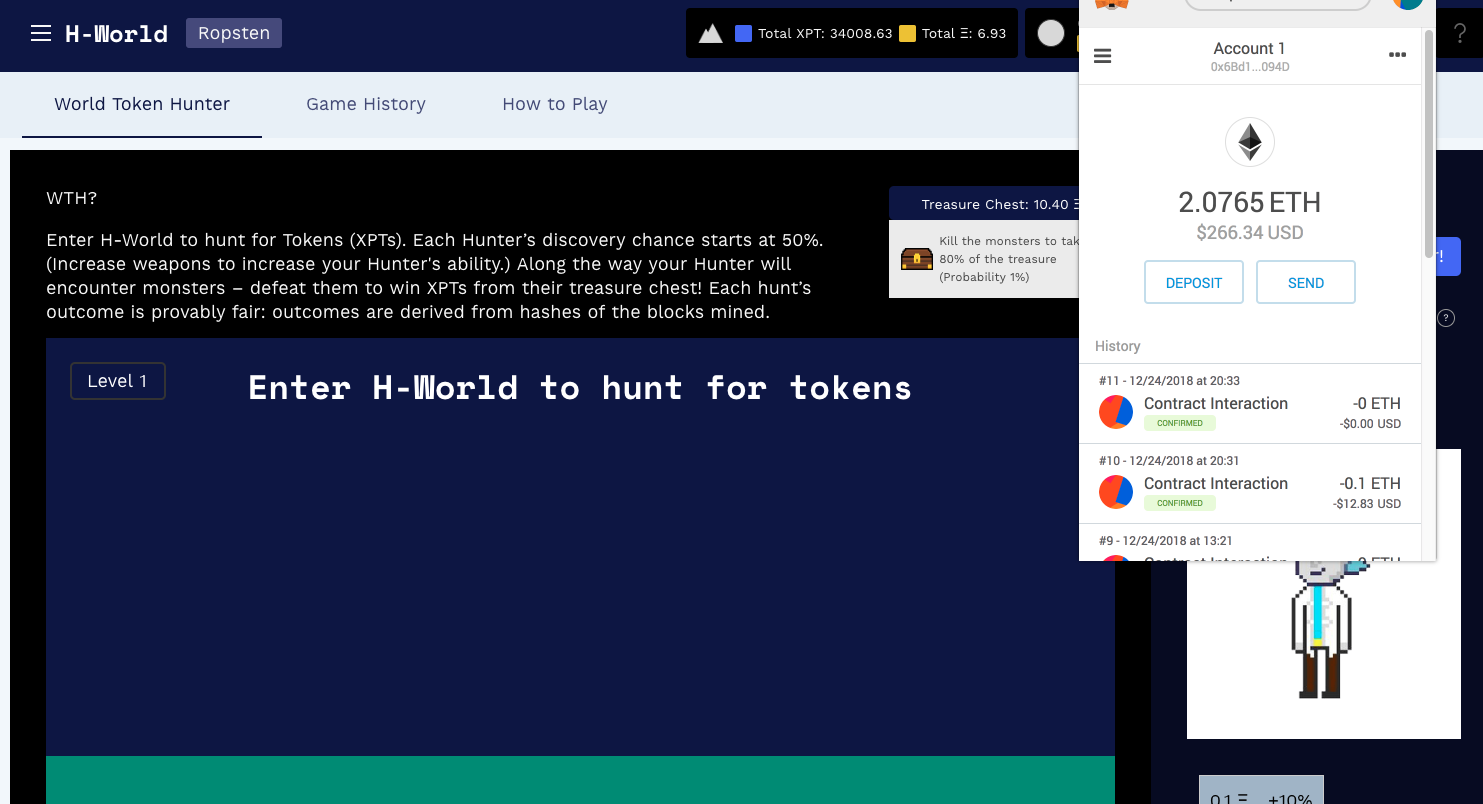 H-World
Ropsten
Total XPT: 34008.63
Total Ξ: 6.93
?
World Token Hunter
Game History
How to Play
WTH?
Enter H-World to hunt for Tokens (XPTs). Each Hunter’s discovery chance starts at 50%.
(Increase weapons to increase your Hunter's ability.) Along the way your Hunter will
encounter monsters – defeat them to win XPTs from their treasure chest! Each hunt’s
outcome is provably fair: outcomes are derived from hashes of the blocks mined.
Treasure Chest: 10.40 Ξ
Kill the monsters to tak
80% of the treasure
(Probability 1%)
Level 1
Enter H-World to hunt for tokens
Account 1
0x6Bd1...094D
2.0765 ETH
$266.34 USD
DEPOSIT
SEND
History
#11 - 12/24/2018 at 20:33
Contract Interaction
-0 ETH
CONFIRMED
-$0.00 USD
#10 - 12/24/2018 at 20:31
Contract Interaction
-0.1 ETH
CONFIRMED
-$12.83 USD
#9 - 12/24/2018 at 13:21
Contract Interaction
ETH
!
?
0.1 Ξ
+10%